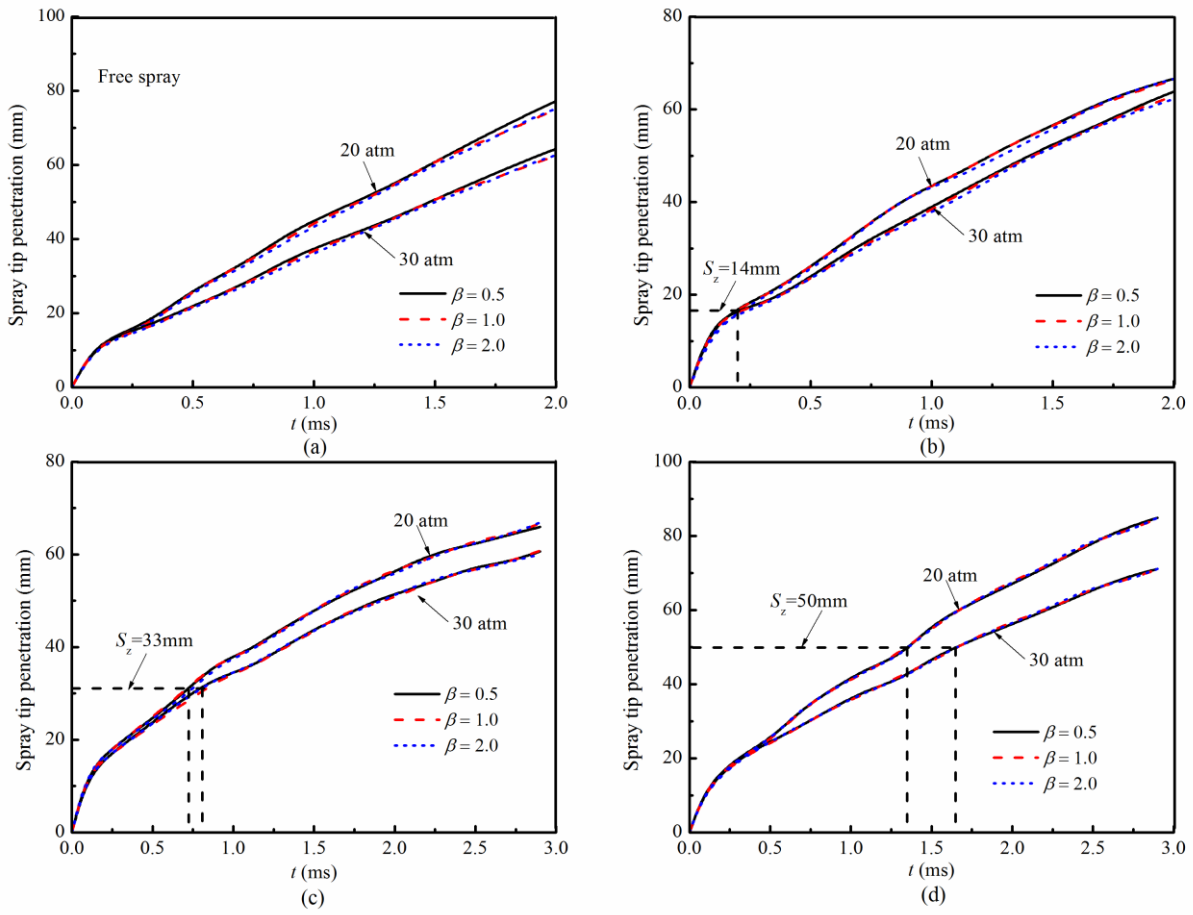 100
80
60
40
20
0
Spray tip penetration (mm)
Free spray
20 atm
30 atm
β = 0.5
β = 1.0
β = 2.0
0.0 0.5 1.0 1.5 2.0
t (ms)
(a)
80
60
40
20
0
Spray tip penetration (mm)
20 atm
30 atm
Sz=14mm
β = 0.5
β = 1.0
β = 2.0
0.0 0.5 1.0 1.5 2.0
t (ms)
(b)
80
60
40
20
0
Spray tip penetration (mm)
20 atm
30 atm
Sz=33mm
β = 0.5
β = 1.0
β = 2.0
0.0 0.5 1.0 1.5 2.0 2.5 3.0
t (ms)
(c)
100
80
60
40
20
0
Spray tip penetration (mm)
20 atm
Sz=50mm
30 atm
β = 0.5
β = 1.0
β = 2.0
0.0 0.5 1.0 1.5 2.0 2.5 3.0
t (ms)
(d)